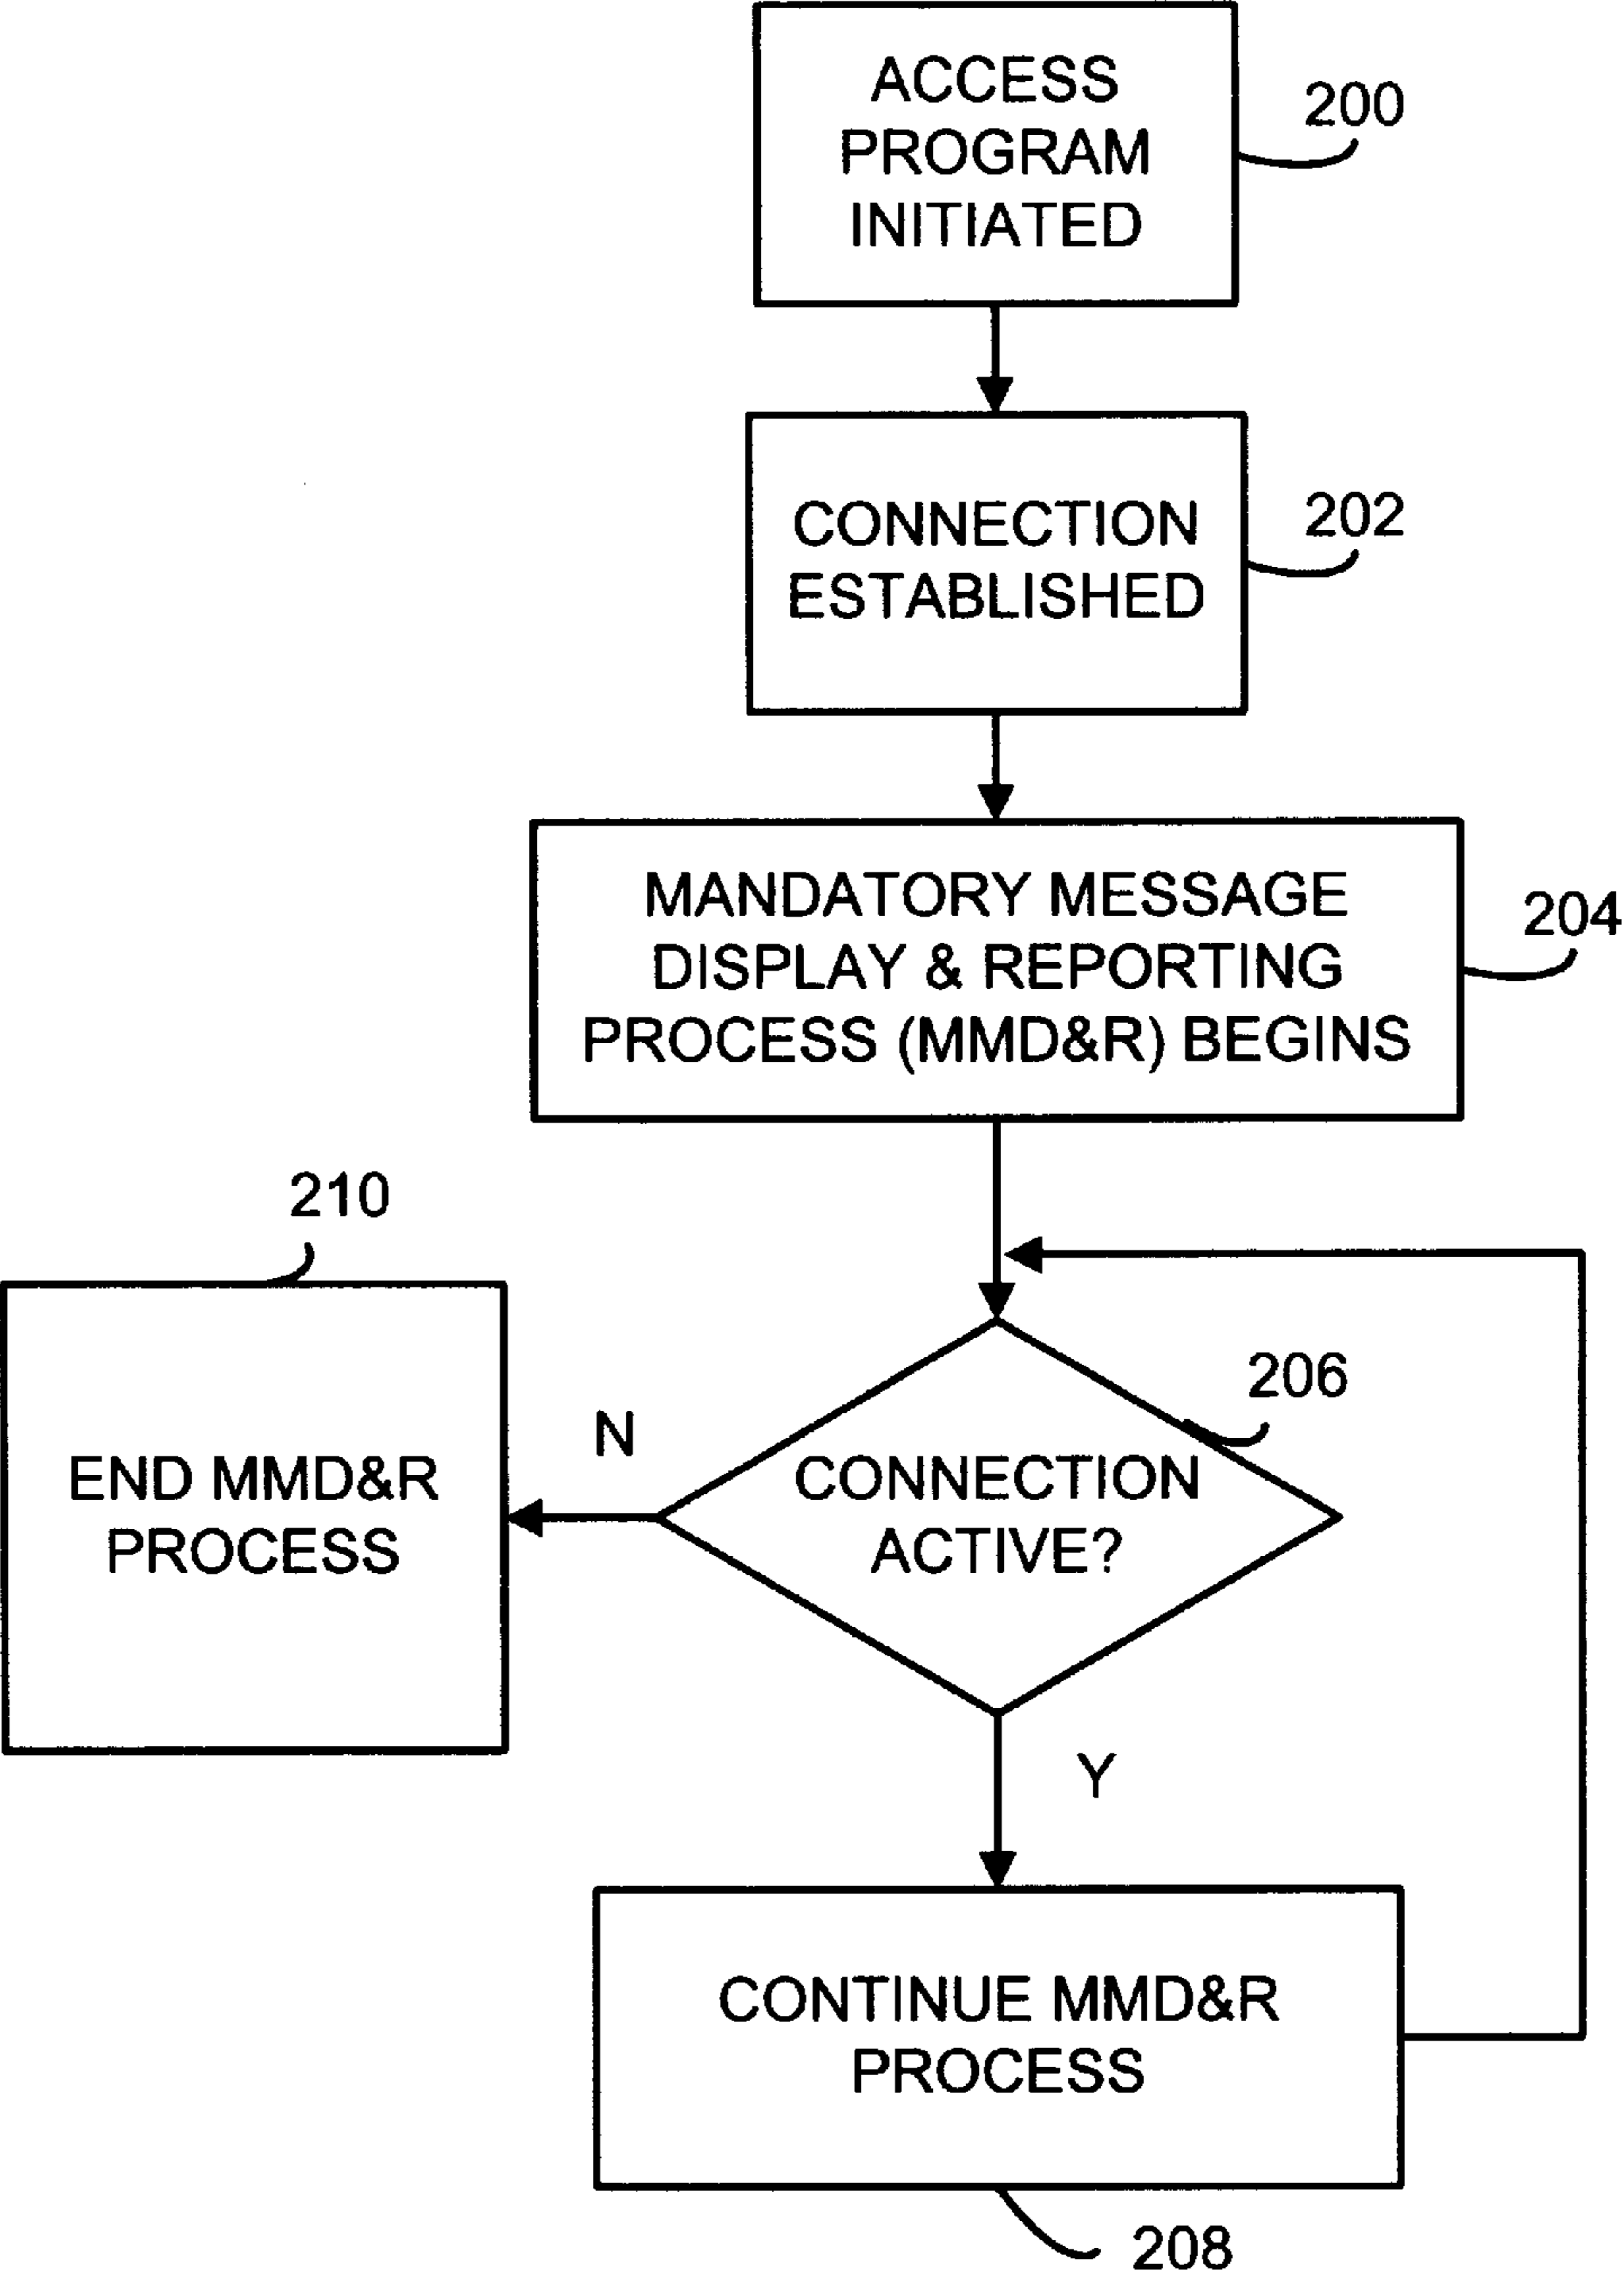 ACCESS
PROGRAM
INITIATED
200
CONNECTION
ESTABLISHED
202
MANDATORY MESSAGE
DISPLAY & REPORTING
PROCESS (MMD&R) BEGINS
204
210
END MMD&R
PROCESS
N
206
CONNECTION
ACTIVE?
Y
CONTINUE MMD&R
PROCESS
208